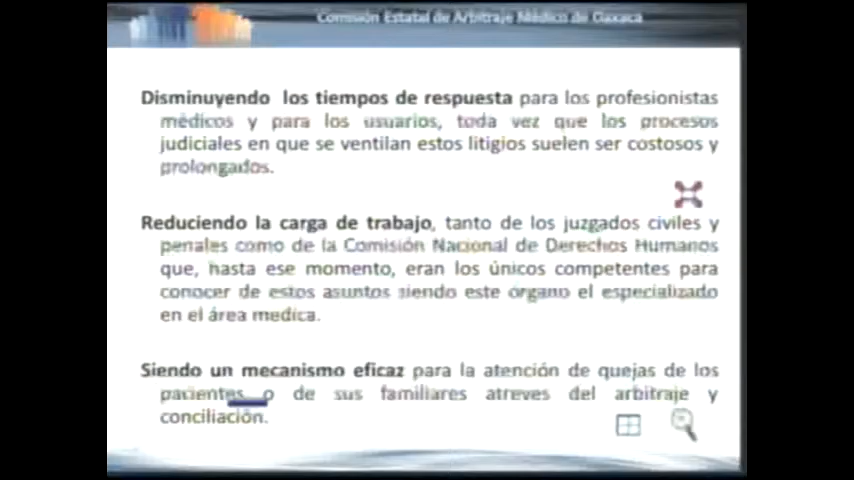 Comisión Estatal de Arbitraje Médico de Oaxaca
Disminuyendo los tiempos de respuesta para los profesionistas
médicos y para los usuarios, toda vez que los procesos
judiciales en que se ventilan estos litigios suelen ser costosos y
prolongados.
Reduciendo la carga de trabajo, tanto de los juzgados civiles y
penales como de la Comisión Nacional de Derechos Humanos
que, hasta ese momento, eran los únicos competentes para
conocer de estos asuntos siendo este órgano el especializado
en el área medica.
Siendo un mecanismo eficaz para la atención de quejas de los
pacientes o de sus familiares atreves del arbitraje y
conciliación.